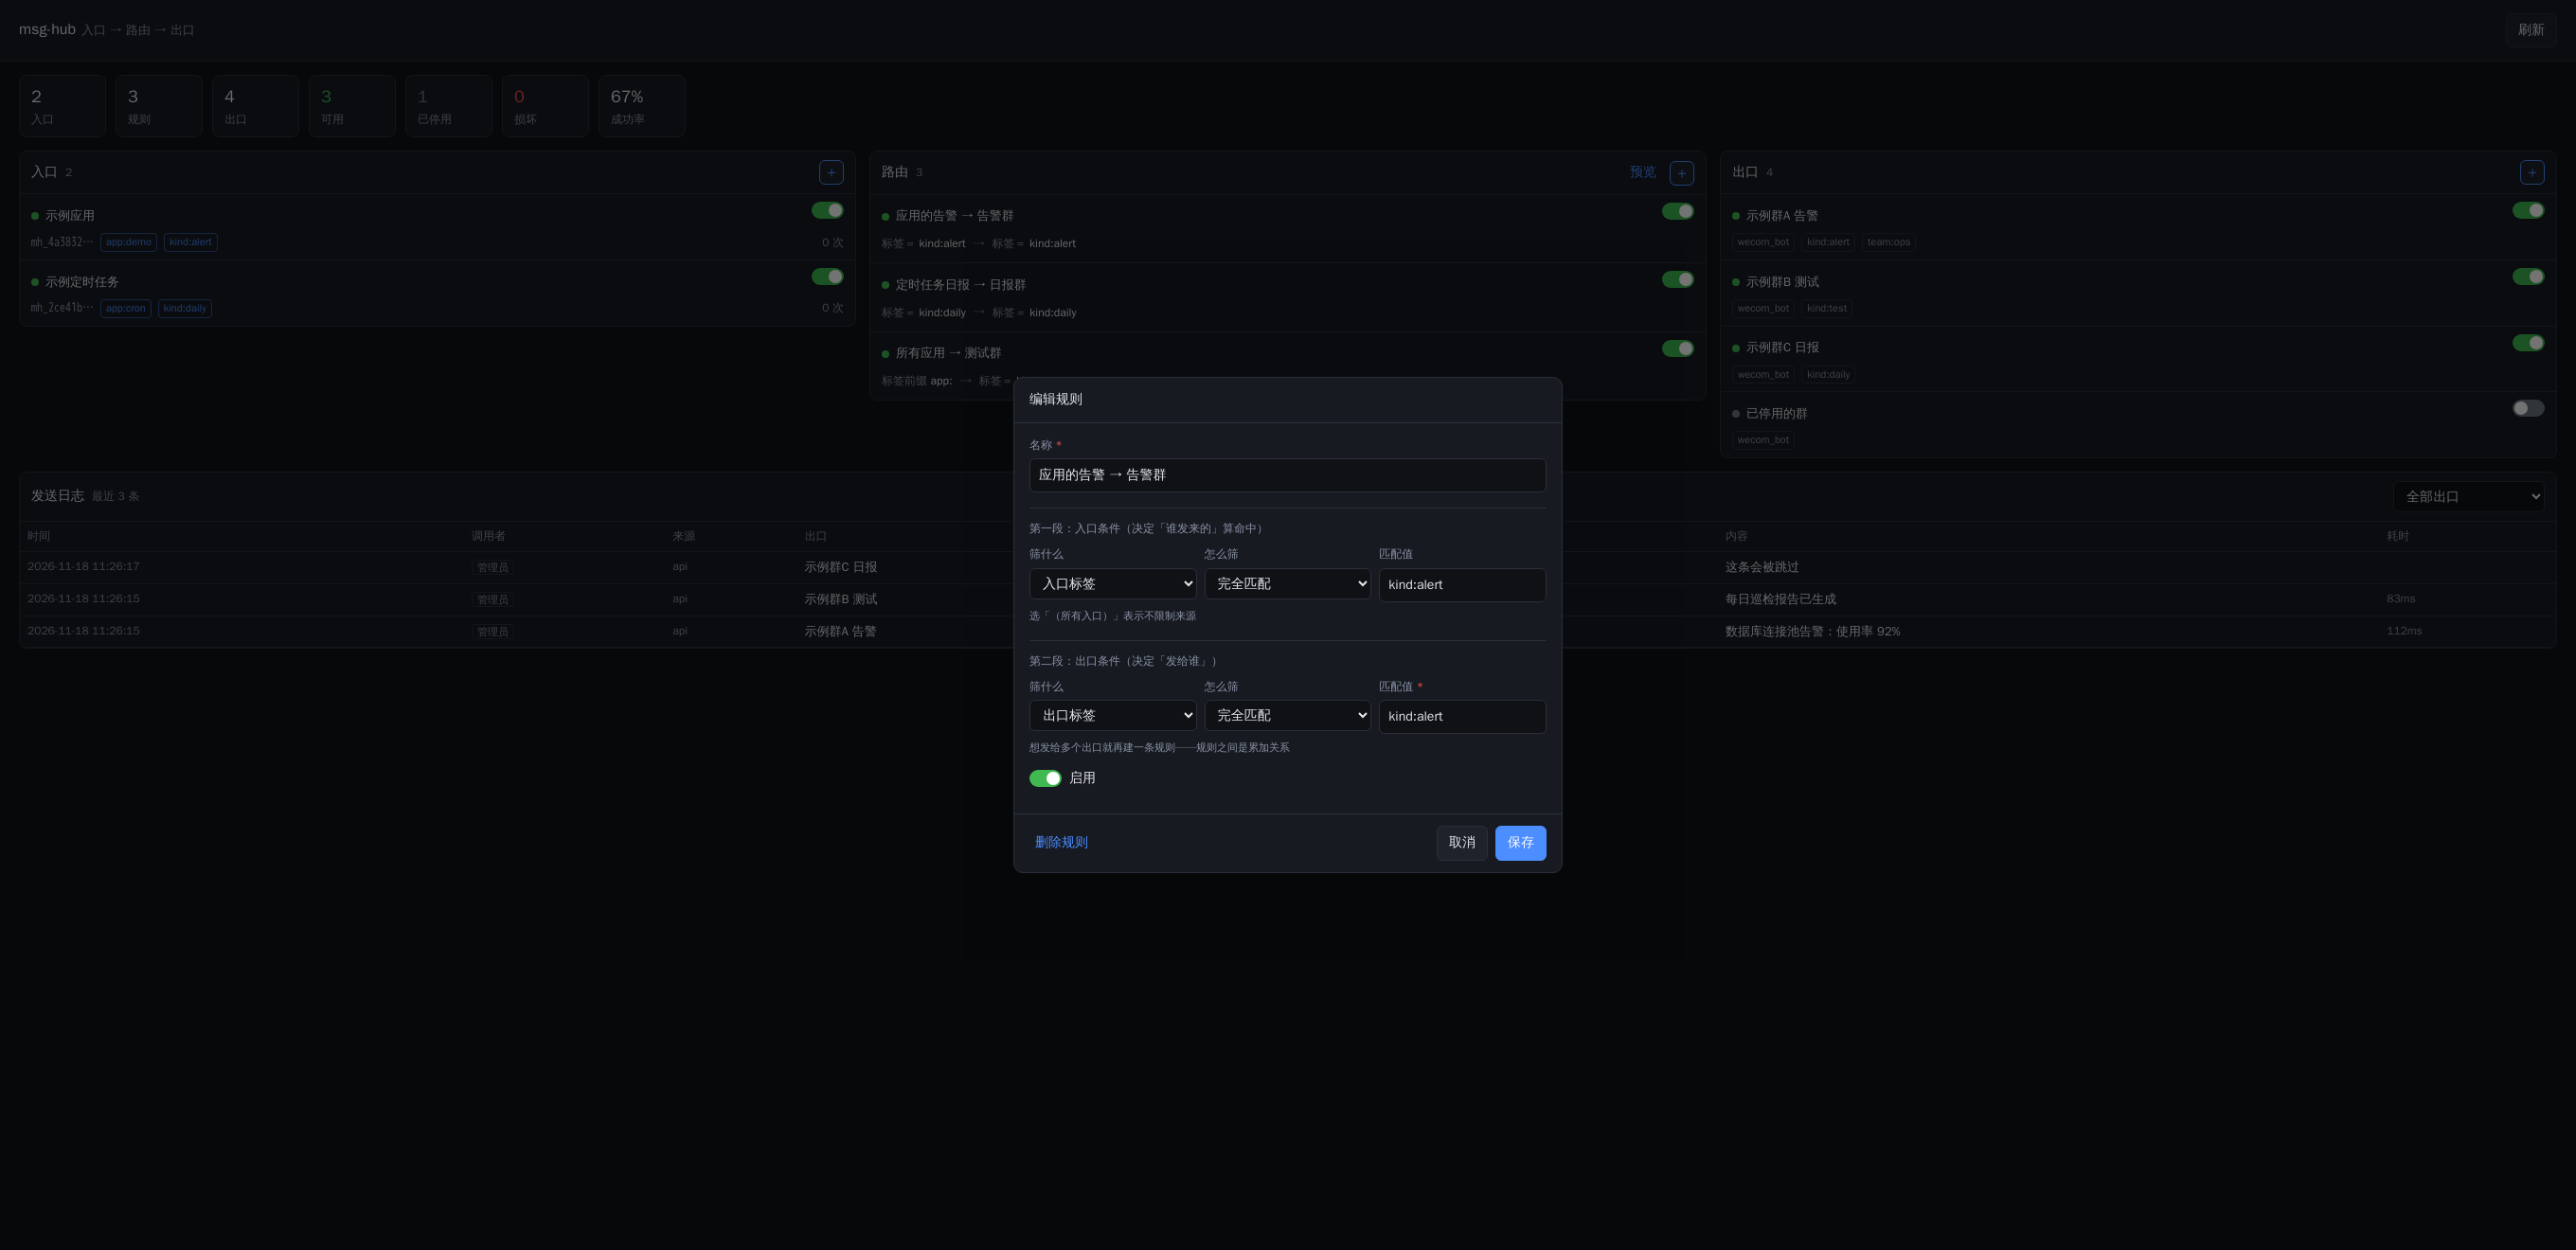 msg-hub 入口 → 路由 → 出口
刷新
2
入口
3
规则
4
出口
3
可用
1
已停用
0
损坏
67%
成功率
入口 2
+
示例应用
mh_4a3832… app:demo kind:alert
0 次
示例定时任务
mh_2ce41b… app:cron kind:daily
0 次
路由 3
预览 +
应用的告警 → 告警群
标签 = kind:alert → 标签 = kind:alert
定时任务日报 → 日报群
标签 = kind:daily → 标签 = kind:daily
所有应用 → 测试群
标签前缀 app: → 标签 =
出口 4
+
示例群A 告警
wecom_bot kind:alert team:ops
示例群B 测试
wecom_bot kind:test
示例群C 日报
wecom_bot kind:daily
已停用的群
wecom_bot
发送日志 最近 3 条
全部出口
时间 调用者 来源 出口 内容 耗时
2026-11-18 11:26:17 管理员 api 示例群C 日报 这条会被跳过
2026-11-18 11:26:15 管理员 api 示例群B 测试 每日巡检报告已生成 83ms
2026-11-18 11:26:15 管理员 api 示例群A 告警 数据库连接池告警：使用率 92% 112ms
编辑规则
名称 *
应用的告警 → 告警群
第一段：入口条件（决定「谁发来的」算命中）
筛什么 怎么筛 匹配值
入口标签 完全匹配 kind:alert
选「（所有入口）」表示不限制来源
第二段：出口条件（决定「发给谁」）
筛什么 怎么筛 匹配值 *
出口标签 完全匹配 kind:alert
想发给多个出口就再建一条规则——规则之间是累加关系
启用
删除规则
取消
保存